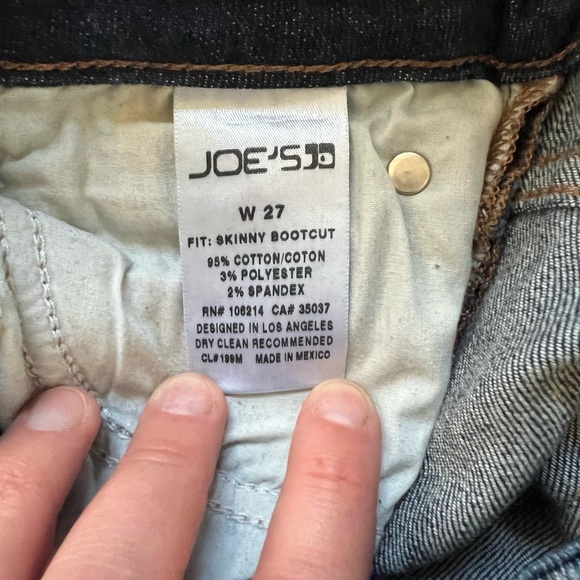 JOE'S
W 27
FIT: SKINNY BOOTCUT
95% COTTON/COTON
3% POLYESTER
2% SPANDEX
RN# 106214 CA# 35037
DESIGNED IN LOS ANGELES
DRY CLEAN RECOMMENDED
CL# 199M MADE IN MEXICO